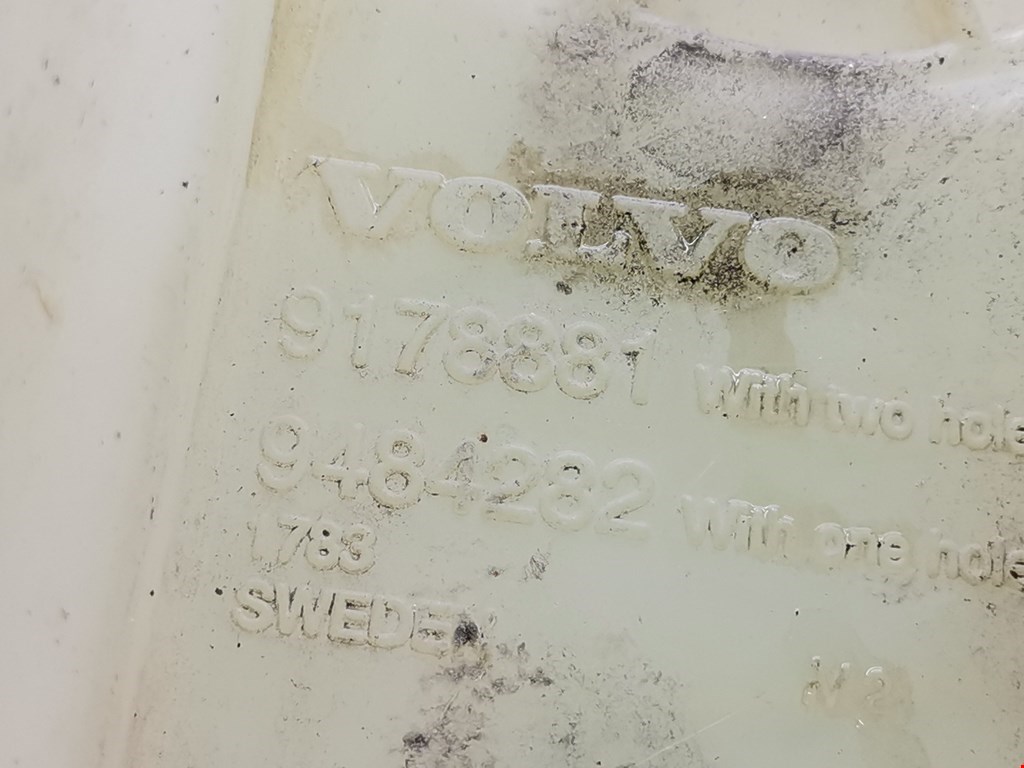 VOLVO
9178881 With two hole
9484282 With one hole
1783
SWEDEN